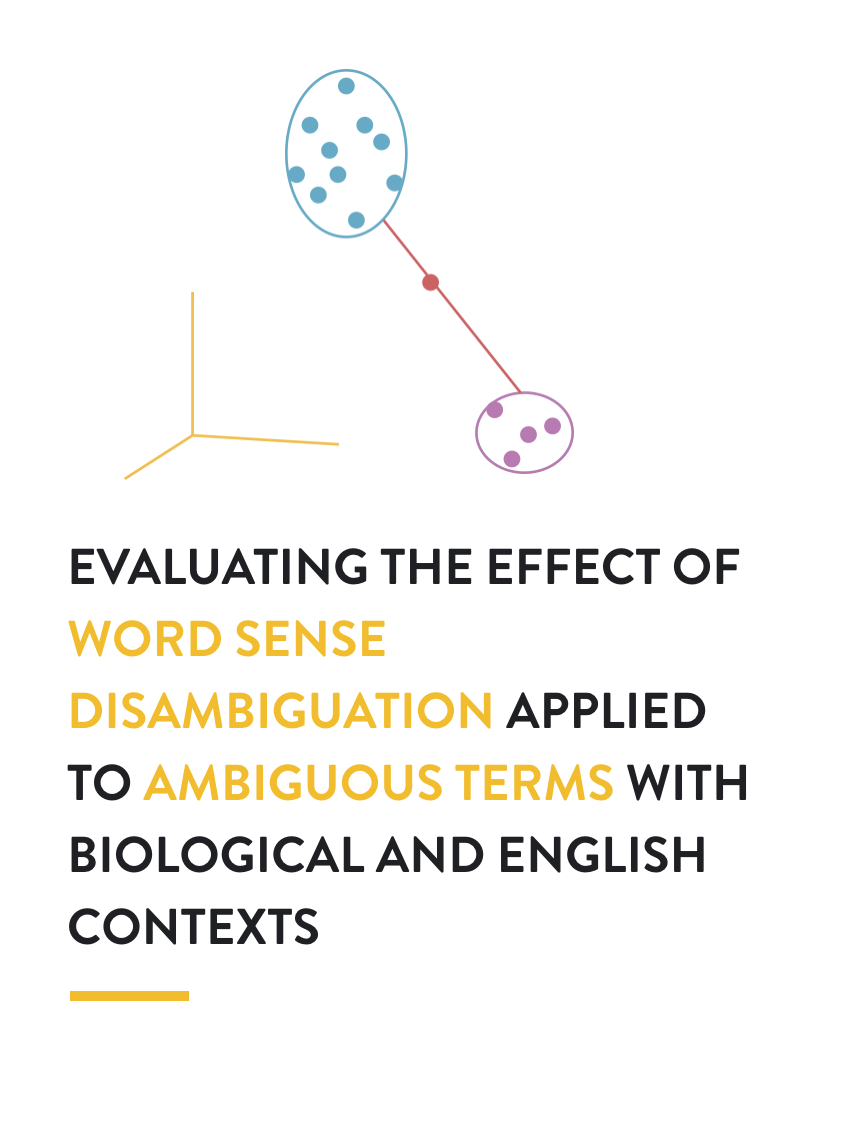 EVALUATING THE EFFECT OF
WORD SENSE
DISAMBIGUATION APPLIED
TO AMBIGUOUS TERMS WITH
BIOLOGICAL AND ENGLISH
CONTEXTS